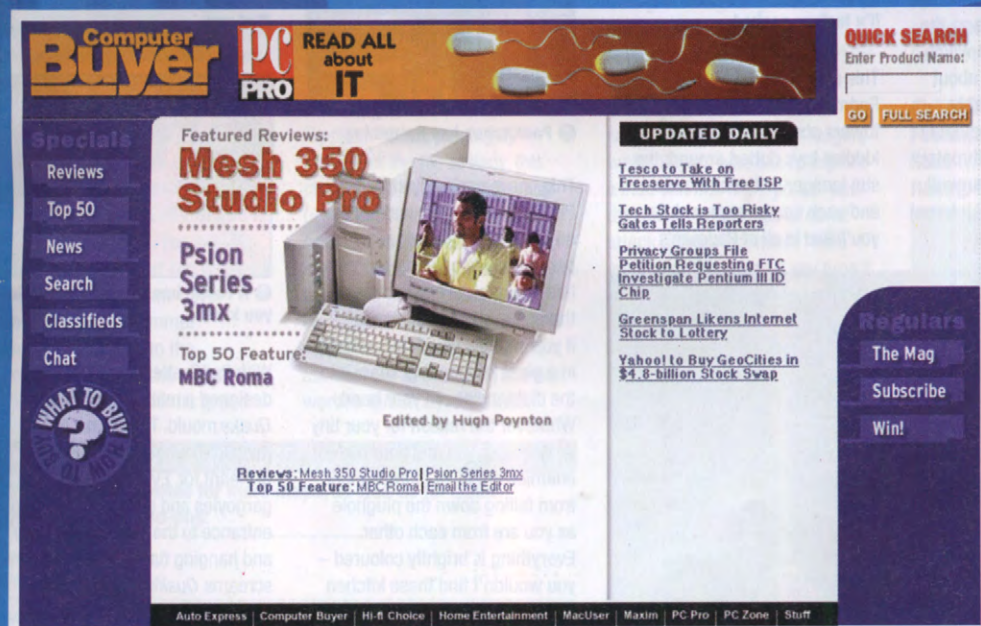 Computer
Buyer
PC
PRO
READ ALL
about
IT
QUICK SEARCH
Enter Product Name:
GO
FULL SEARCH
Specials
Reviews
Top 50
News
Search
Classifieds
Chat
WHAT TO BUY
HOW TO BUY
?
Featured Reviews:
Mesh 350
Studio Pro
Psion
Series
3mx
Top 50 Feature:
MBC Roma
Edited by Hugh Poynton
Reviews: Mesh 350 Studio Pro | Psion Series 3mx
Top 50 Feature: MBC Roma | Email the Editor
UPDATED DAILY
Tesco to Take on
Freeserve With Free ISP
Tech Stock is Too Risky
Gates Tells Reporters
Privacy Groups File
Petition Requesting FTC
Investigate Pentium III ID
Chip
Greenspan Likens Internet
Stock to Lottery
Yahoo! to Buy GeoCities in
$4.8-billion Stock Swap
Regulars
The Mag
Subscribe
Win!
Auto Express | Computer Buyer | Hi-fi Choice | Home Entertainment | MacUser | Maxim | PC Pro | PC Zone | Stuff